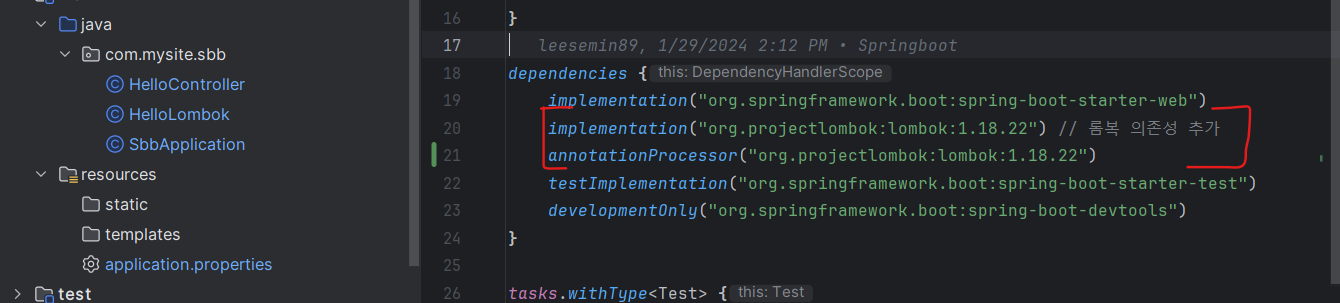 java
com.mysite.sbb
HelloController
HelloLombok
SbbApplication
resources
static
templates
application.properties
test
16 }
17 leesemin89, 1/29/2024 2:12 PM • Springboot
18 dependencies { this: DependencyHandlerScope
19 implementation("org.springframework.boot:spring-boot-starter-web")
20 implementation("org.projectlombok:lombok:1.18.22") // 롬복 의존성 추가
21 annotationProcessor("org.projectlombok:lombok:1.18.22")
22 testImplementation("org.springframework.boot:spring-boot-starter-test")
23 developmentOnly("org.springframework.boot:spring-boot-devtools")
24 }
25
26 tasks.withType<Test> { this: Test